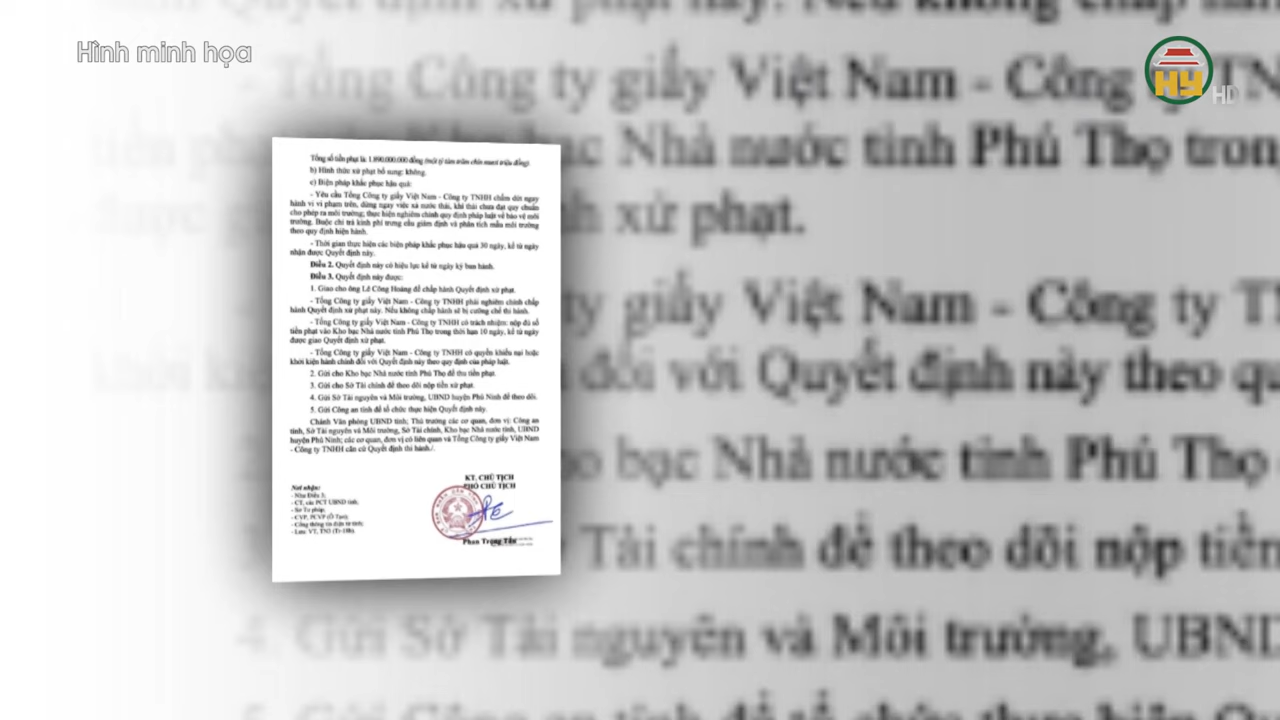 Hình minh họa
HY
HD
Tổng số tiền phạt là 1.890.000.000 đồng (một tỷ tám trăm chín mươi triệu đồng).
b) Hình thức xử phạt bổ sung: không.
c) Biện pháp khắc phục hậu quả:
- Yêu cầu Tổng Công ty giấy Việt Nam - Công ty TNHH chấm dứt ngay
hành vi vi phạm trên, dừng ngay việc xả nước thải, khí thải chưa đạt quy chuẩn
cho phép ra môi trường; thực hiện nghiêm chỉnh quy định pháp luật về bảo vệ môi
trường. Buộc chi trả kinh phí trưng cầu giám định và phân tích mẫu môi trường
theo quy định hiện hành.
- Thời gian thực hiện các biện pháp khắc phục hậu quả 30 ngày, kể từ ngày
nhận được Quyết định này.
Điều 2. Quyết định này có hiệu lực kể từ ngày ký ban hành.
Điều 3. Quyết định này được:
1. Giao cho ông Lê Công Hoàng để chấp hành Quyết định xử phạt.
- Tổng Công ty giấy Việt Nam - Công ty TNHH phải nghiêm chỉnh chấp
hành Quyết định xử phạt này. Nếu không chấp hành sẽ bị cưỡng chế thi hành.
- Tổng Công ty giấy Việt Nam - Công ty TNHH có trách nhiệm: nộp đủ số
tiền phạt vào Kho bạc Nhà nước tỉnh Phú Thọ trong thời hạn 10 ngày, kể từ ngày
được giao Quyết định xử phạt.
- Tổng Công ty giấy Việt Nam - Công ty TNHH có quyền khiếu nại hoặc
khởi kiện hành chính đối với Quyết định này theo quy định của pháp luật.
2. Gửi cho Kho bạc Nhà nước tỉnh Phú Thọ để thu tiền phạt.
3. Gửi cho Sở Tài chính để theo dõi nộp tiền xử phạt.
4. Gửi Sở Tài nguyên và Môi trường, UBND huyện Phù Ninh để theo dõi.
5. Gửi Công an tỉnh để tổ chức thực hiện Quyết định này.
Chánh Văn phòng UBND tỉnh; Thủ trưởng các cơ quan, đơn vị: Công an
tỉnh, Sở Tài nguyên và Môi trường, Sở Tài chính, Kho bạc Nhà nước tỉnh, UBND
huyện Phù Ninh; các cơ quan, đơn vị có liên quan và Tổng Công ty giấy Việt Nam
- Công ty TNHH căn cứ Quyết định thi hành./.
KT. CHỦ TỊCH
PHÓ CHỦ TỊCH
Nơi nhận:
- Như Điều 3;
- CT, các PCT UBND tỉnh;
- Sở Tư pháp;
- CVP, PCVP
- Cổng thông tin điện tử tỉnh;
- Lưu: VT,
Phan Trọng Tấn
Tổng Công ty giấy Việt Nam - Công TN
bạc Nhà nước tỉnh Phú Thọ tron
xử phạt.
ty giấy Việt Nam - Công ty TN
đối với Quyết định này theo qu
bạc Nhà nước tỉnh Phú Thọ
Tài chính để theo dõi nộp tiền
4. Gửi Sở Tài nguyên và Môi trường, UBND